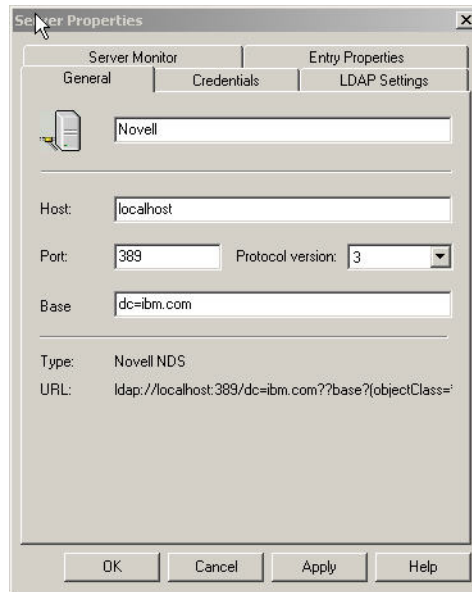 Server Properties
Server Monitor
Entry Properties
General
Credentials
LDAP Settings
Novell
Host: localhost
Port: 389 Protocol version: 3
Base dc=ibm.com
Type: Novell NDS
URL: ldap://localhost:389/dc=ibm.com??base?(objectClass=*
OK
Cancel
Apply
Help